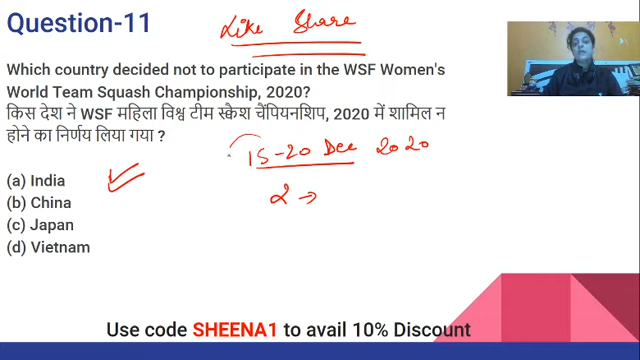 Question-11
Like Share
Which country decided not to participate in the WSF Women's
World Team Squash Championship, 2020?
किस देश ने WSF महिला विश्व टीम स्क्वैश चैंपियनशिप, 2020 में शामिल न
होने का निर्णय लिया गया ?
15-20 Dec 2020
(a) India
(b) China
(c) Japan
(d) Vietnam
Use code SHEENA1 to avail 10% Discount